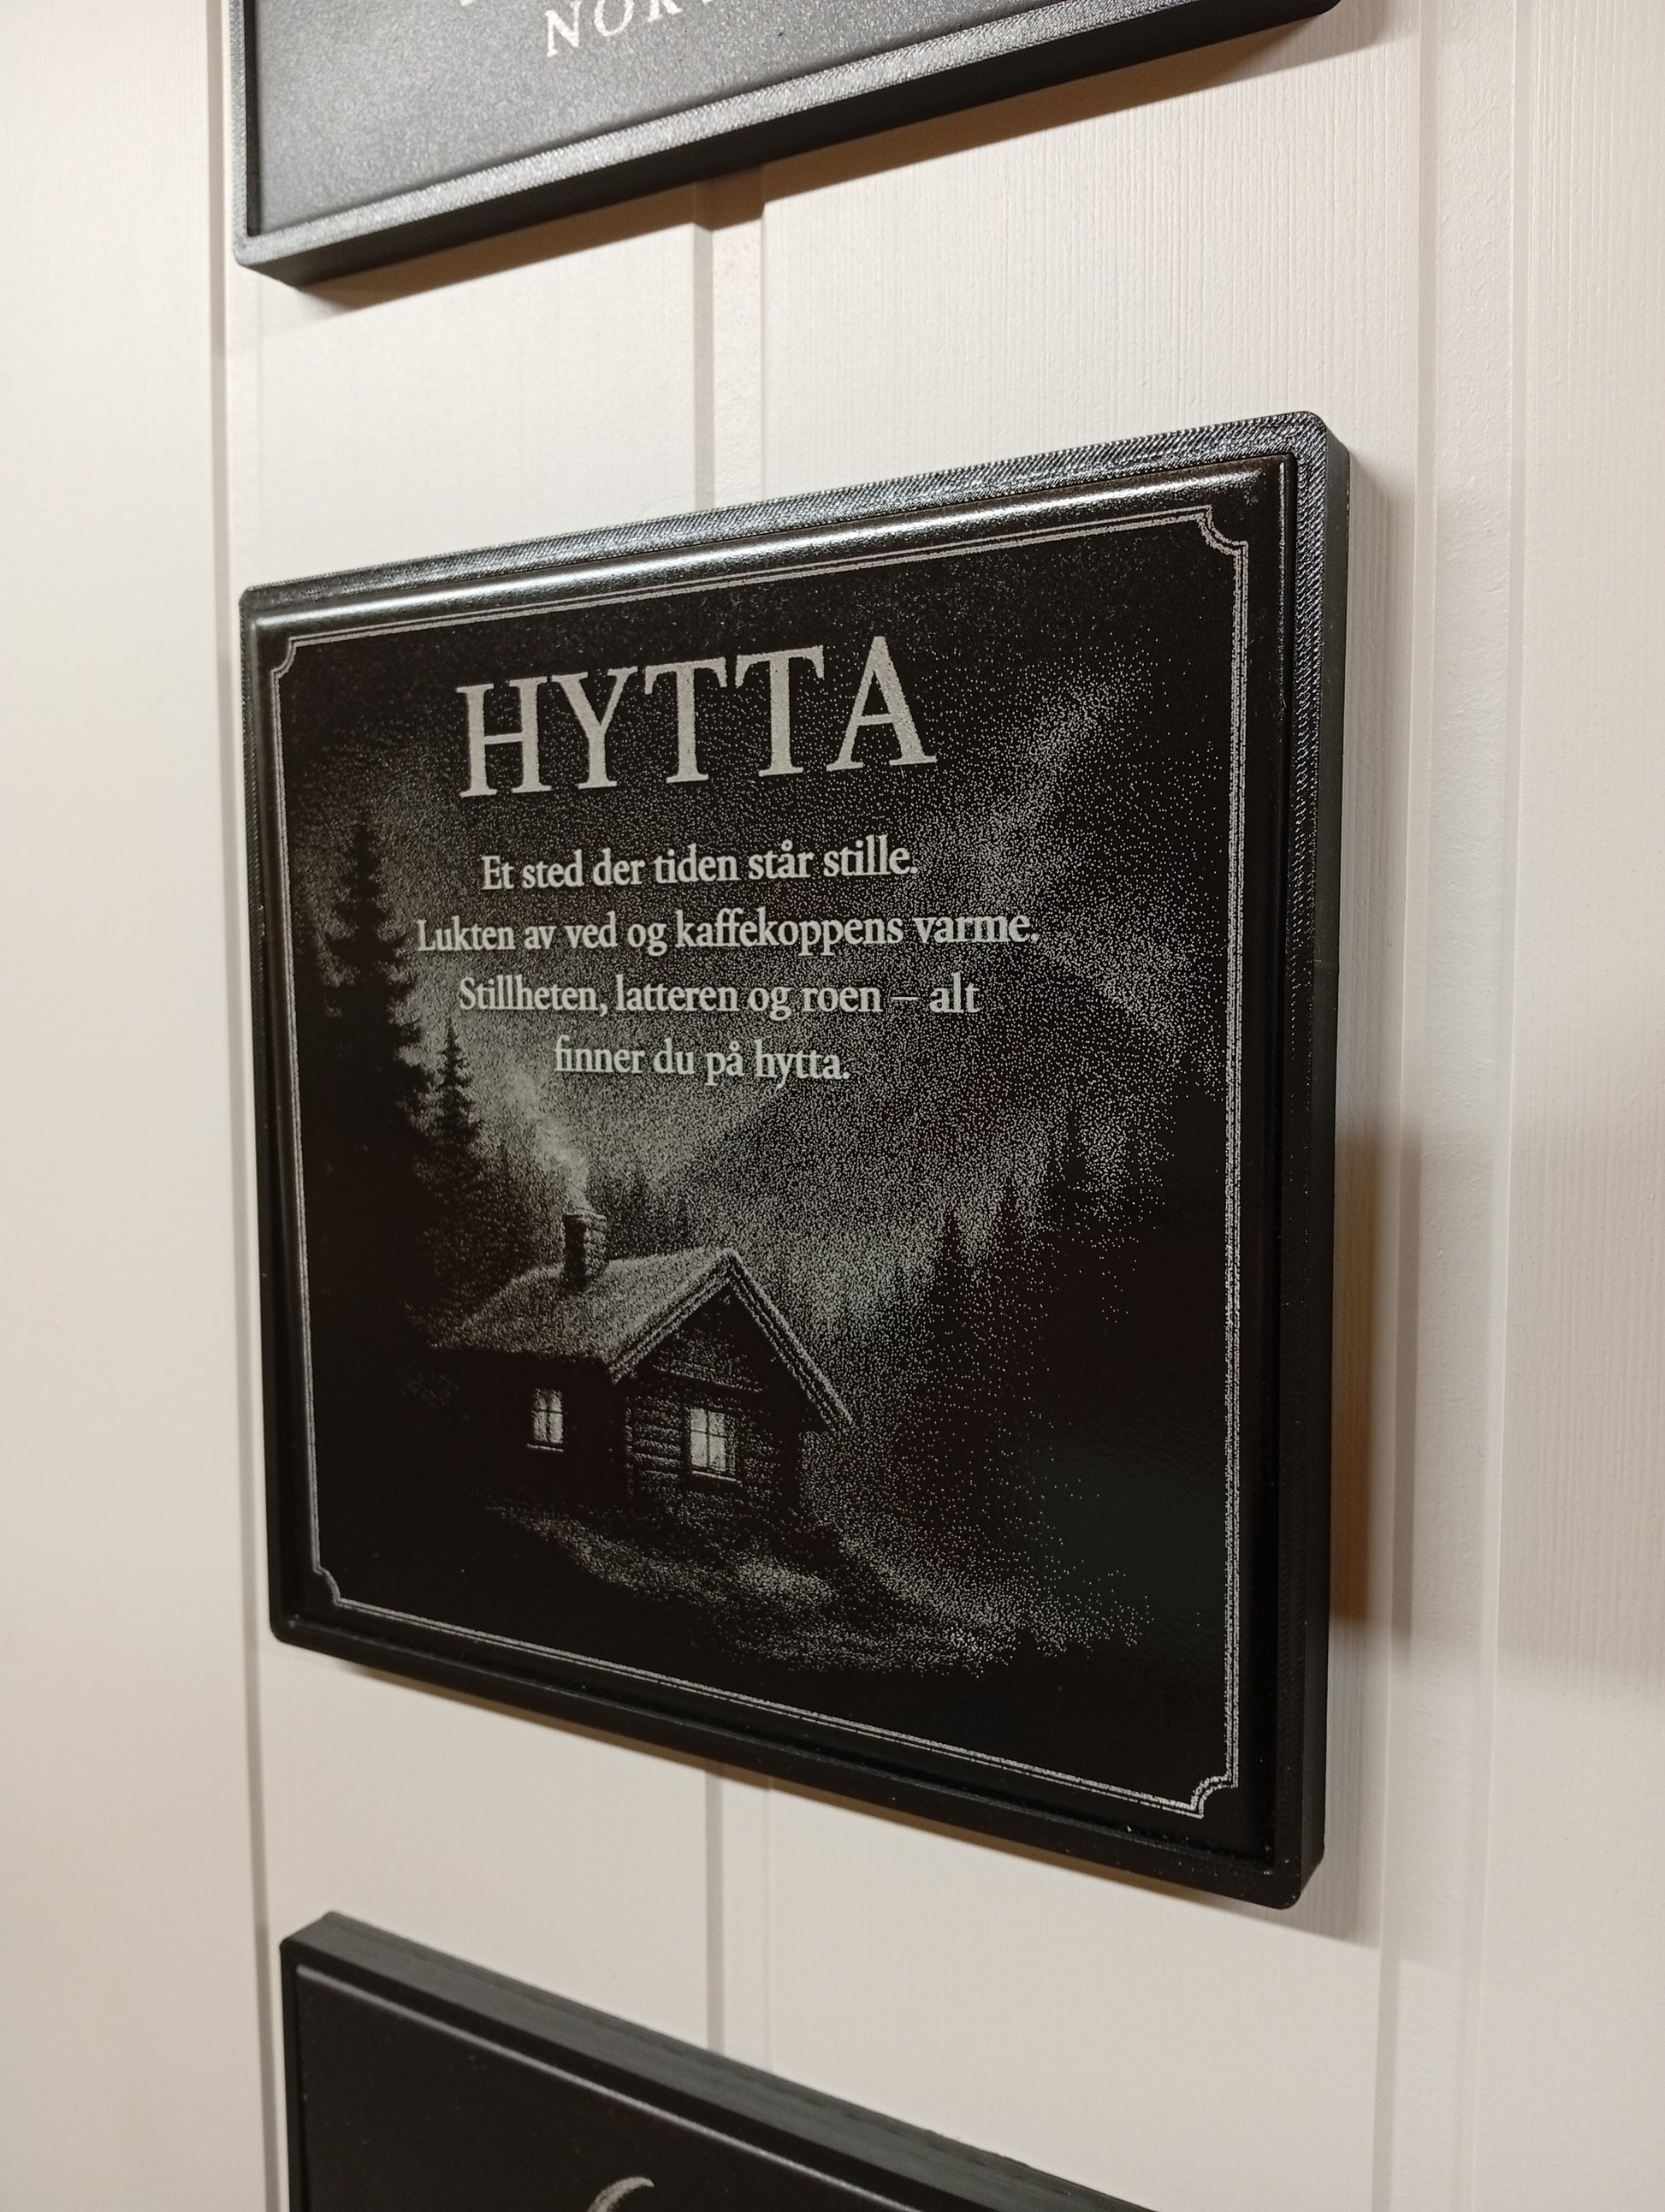 HYTTA
Et sted der tiden står stille.
Lukten av ved og kaffekoppens varme.
Stillheten, latteren og roen – alt
finner du på hytta.